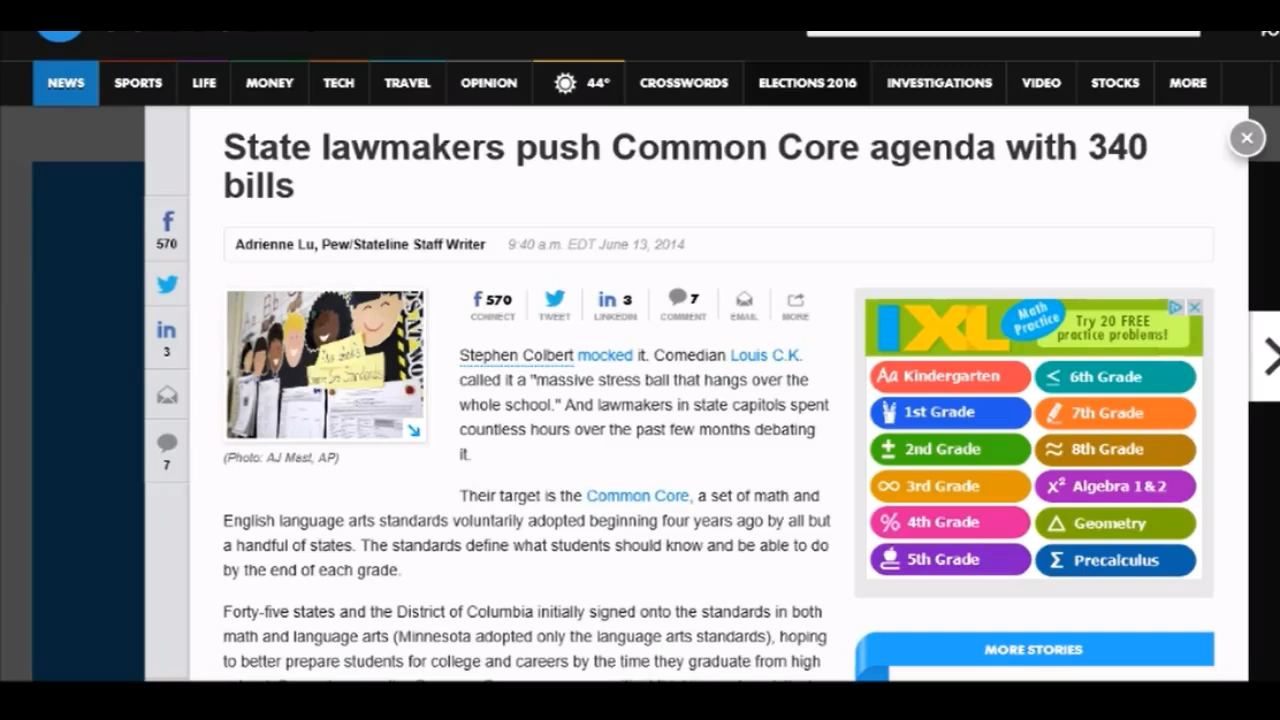 NEWS SPORTS LIFE MONEY TECH TRAVEL OPINION 44° CROSSWORDS ELECTIONS 2016 INVESTIGATIONS VIDEO STOCKS MORE
State lawmakers push Common Core agenda with 340
bills
Adrienne Lu, Pew/Stateline Staff Writer 9:40 a.m. EDT June 13, 2014
570
3
7
(Photo: AJ Mast, AP)
f 570
CONNECT
TWEET
in 3
LINKEDIN
7
COMMENT
EMAIL
MORE
Stephen Colbert mocked it. Comedian Louis C.K.
called it a "massive stress ball that hangs over the
whole school." And lawmakers in state capitols spent
countless hours over the past few months debating
it.
Their target is the Common Core, a set of math and
English language arts standards voluntarily adopted beginning four years ago by all but
a handful of states. The standards define what students should know and be able to do
by the end of each grade.
Forty-five states and the District of Columbia initially signed onto the standards in both
math and language arts (Minnesota adopted only the language arts standards), hoping
to better prepare students for college and careers by the time they graduate from high
IXL
Math
Practice
Try 20 FREE
practice problems!
Aa Kindergarten
< 6th Grade
1st Grade
7th Grade
± 2nd Grade
≈ 8th Grade
∞ 3rd Grade
x² Algebra 1 & 2
% 4th Grade
△ Geometry
5th Grade
Σ Precalculus
MORE STORIES